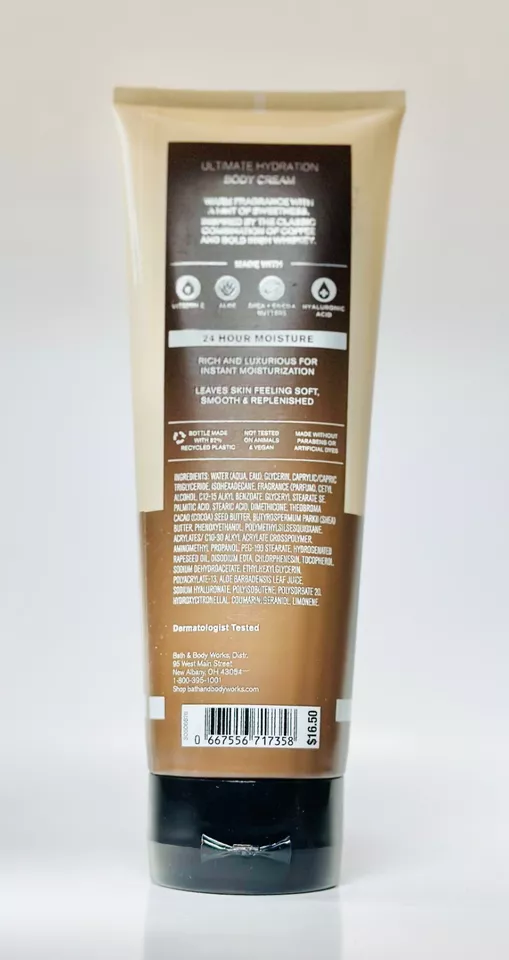 ULTIMATE HYDRATION
BODY CREAM
WARM FRAGRANCE WITH
A HINT OF SWEETNESS,
INSPIRED BY THE CLASSIC
COMBINATION OF COFFEE
AND BOLD IRISH WHISKEY.
MADE WITH
VITAMIN E
ALOE
SHEA + COCOA
BUTTERS
HYALURONIC
ACID
24 HOUR MOISTURE
RICH AND LUXURIOUS FOR
INSTANT MOISTURIZATION
LEAVES SKIN FEELING SOFT,
SMOOTH & REPLENISHED
BOTTLE MADE
WITH 82%
RECYCLED PLASTIC
NOT TESTED
ON ANIMALS
& VEGAN
MADE WITHOUT
PARABENS OR
ARTIFICIAL DYES
INGREDIENTS: WATER (AQUA, EAU), GLYCERIN, CAPRYLIC/CAPRIC
TRIGLYCERIDE, ISOHEXADECANE, FRAGRANCE (PARFUM), CETYL
ALCOHOL, C12-15 ALKYL BENZOATE, GLYCERYL STEARATE SE,
PALMITIC ACID, STEARIC ACID, DIMETHICONE, THEOBROMA
CACAO (COCOA) SEED BUTTER, BUTYROSPERMUM PARKII (SHEA)
BUTTER, PHENOXYETHANOL, POLYMETHYLSILSESQUIOXANE,
ACRYLATES/ C10-30 ALKYL ACRYLATE CROSSPOLYMER,
AMINOMETHYL PROPANOL, PEG-100 STEARATE, HYDROGENATED
RAPESEED OIL, DISODIUM EDTA, CHLORPHENESIN, TOCOPHEROL,
SODIUM DEHYDROACETATE, ETHYLHEXYLGLYCERIN,
POLYACRYLATE-13, ALOE BARBADENSIS LEAF JUICE,
SODIUM HYALURONATE, POLYISOBUTENE, POLYSORBATE 20,
HYDROXYCITRONELLAL, COUMARIN, GERANIOL, LIMONENE.
Dermatologist Tested
Bath & Body Works, Distr.
95 West Main Street
New Albany, OH 43054
1-800-395-1001
Shop bathandbodyworks.com
0 667556 717358
$16.50